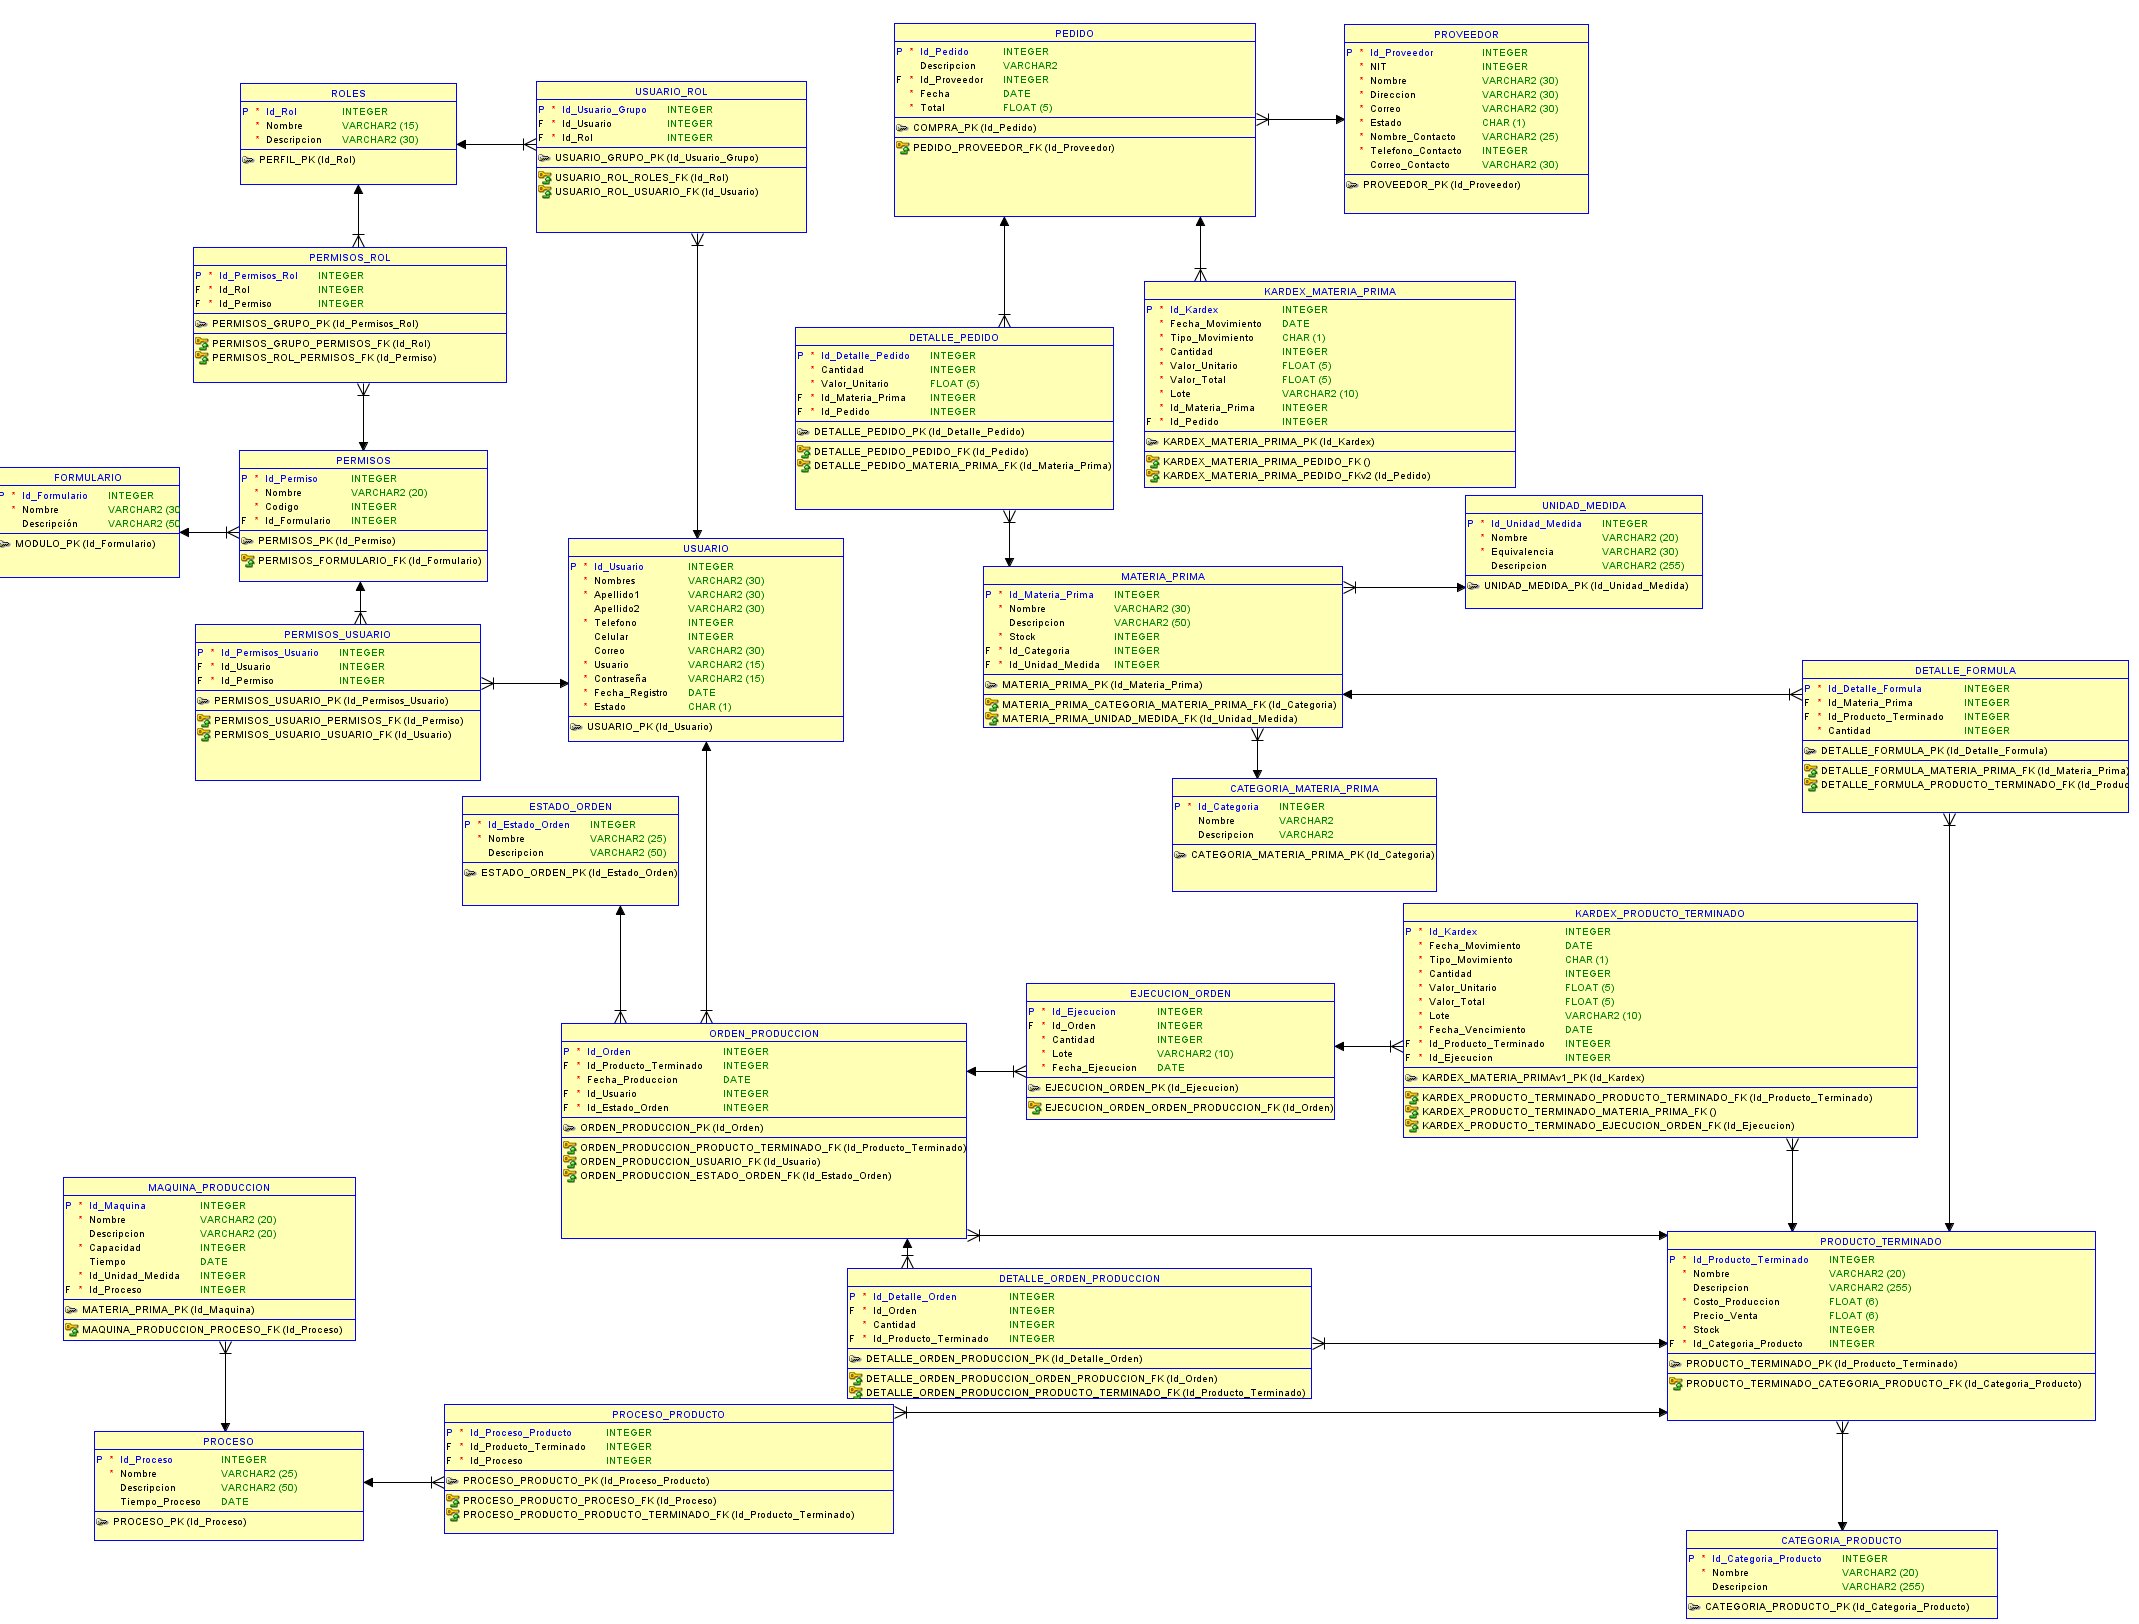 PEDIDO
P * Id_Pedido INTEGER
Descripcion VARCHAR2
F * Id_Proveedor INTEGER
* Fecha DATE
* Total FLOAT (5)
COMPRA_PK (Id_Pedido)
PEDIDO_PROVEEDOR_FK (Id_Proveedor)
PROVEEDOR
P * Id_Proveedor INTEGER
* NIT INTEGER
* Nombre VARCHAR2 (30)
* Direccion VARCHAR2 (30)
* Correo VARCHAR2 (30)
* Estado CHAR (1)
* Nombre_Contacto VARCHAR2 (25)
* Telefono_Contacto INTEGER
Correo_Contacto VARCHAR2 (30)
PROVEEDOR_PK (Id_Proveedor)
ROLES
P * Id_Rol INTEGER
* Nombre VARCHAR2 (15)
* Descripcion VARCHAR2 (30)
PERFIL_PK (Id_Rol)
USUARIO_ROL
P * Id_Usuario_Grupo INTEGER
F * Id_Usuario INTEGER
F * Id_Rol INTEGER
USUARIO_GRUPO_PK (Id_Usuario_Grupo)
USUARIO_ROL_ROLES_FK (Id_Rol)
USUARIO_ROL_USUARIO_FK (Id_Usuario)
PERMISOS_ROL
P * Id_Permisos_Rol INTEGER
F * Id_Rol INTEGER
F * Id_Permiso INTEGER
PERMISOS_GRUPO_PK (Id_Permisos_Rol)
PERMISOS_GRUPO_PERMISOS_FK (Id_Rol)
PERMISOS_ROL_PERMISOS_FK (Id_Permiso)
KARDEX_MATERIA_PRIMA
P * Id_Kardex INTEGER
* Fecha_Movimiento DATE
* Tipo_Movimiento CHAR (1)
* Cantidad INTEGER
* Valor_Unitario FLOAT (5)
* Valor_Total FLOAT (5)
* Lote VARCHAR2 (10)
* Id_Materia_Prima INTEGER
F * Id_Pedido INTEGER
KARDEX_MATERIA_PRIMA_PK (Id_Kardex)
KARDEX_MATERIA_PRIMA_PEDIDO_FK ()
KARDEX_MATERIA_PRIMA_PEDIDO_FKv2 (Id_Pedido)
DETALLE_PEDIDO
P * Id_Detalle_Pedido INTEGER
* Cantidad INTEGER
* Valor_Unitario FLOAT (5)
F * Id_Materia_Prima INTEGER
F * Id_Pedido INTEGER
DETALLE_PEDIDO_PK (Id_Detalle_Pedido)
DETALLE_PEDIDO_PEDIDO_FK (Id_Pedido)
DETALLE_PEDIDO_MATERIA_PRIMA_FK (Id_Materia_Prima)
FORMULARIO
P * Id_Formulario INTEGER
* Nombre VARCHAR2 (30
Descripción VARCHAR2 (50
MODULO_PK (Id_Formulario)
PERMISOS
P * Id_Permiso INTEGER
* Nombre VARCHAR2 (20)
* Codigo INTEGER
F * Id_Formulario INTEGER
PERMISOS_PK (Id_Permiso)
PERMISOS_FORMULARIO_FK (Id_Formulario)
UNIDAD_MEDIDA
P * Id_Unidad_Medida INTEGER
* Nombre VARCHAR2 (20)
* Equivalencia VARCHAR2 (30)
Descripcion VARCHAR2 (255)
UNIDAD_MEDIDA_PK (Id_Unidad_Medida)
USUARIO
P * Id_Usuario INTEGER
* Nombres VARCHAR2 (30)
* Apellido1 VARCHAR2 (30)
Apellido2 VARCHAR2 (30)
* Telefono INTEGER
Celular INTEGER
Correo VARCHAR2 (30)
* Usuario VARCHAR2 (15)
* Contraseña VARCHAR2 (15)
* Fecha_Registro DATE
* Estado CHAR (1)
USUARIO_PK (Id_Usuario)
MATERIA_PRIMA
P * Id_Materia_Prima INTEGER
* Nombre VARCHAR2 (30)
Descripcion VARCHAR2 (50)
* Stock INTEGER
F * Id_Categoria INTEGER
F * Id_Unidad_Medida INTEGER
MATERIA_PRIMA_PK (Id_Materia_Prima)
MATERIA_PRIMA_CATEGORIA_MATERIA_PRIMA_FK (Id_Categoria)
MATERIA_PRIMA_UNIDAD_MEDIDA_FK (Id_Unidad_Medida)
PERMISOS_USUARIO
P * Id_Permisos_Usuario INTEGER
F * Id_Usuario INTEGER
F * Id_Permiso INTEGER
PERMISOS_USUARIO_PK (Id_Permisos_Usuario)
PERMISOS_USUARIO_PERMISOS_FK (Id_Permiso)
PERMISOS_USUARIO_USUARIO_FK (Id_Usuario)
DETALLE_FORMULA
P * Id_Detalle_Formula INTEGER
F * Id_Materia_Prima INTEGER
F * Id_Producto_Terminado INTEGER
* Cantidad INTEGER
DETALLE_FORMULA_PK (Id_Detalle_Formula)
DETALLE_FORMULA_MATERIA_PRIMA_FK (Id_Materia_Prima)
DETALLE_FORMULA_PRODUCTO_TERMINADO_FK (Id_Produc
CATEGORIA_MATERIA_PRIMA
P * Id_Categoria INTEGER
Nombre VARCHAR2
Descripcion VARCHAR2
CATEGORIA_MATERIA_PRIMA_PK (Id_Categoria)
ESTADO_ORDEN
P * Id_Estado_Orden INTEGER
* Nombre VARCHAR2 (25)
Descripcion VARCHAR2 (50)
ESTADO_ORDEN_PK (Id_Estado_Orden)
KARDEX_PRODUCTO_TERMINADO
P * Id_Kardex INTEGER
* Fecha_Movimiento DATE
* Tipo_Movimiento CHAR (1)
* Cantidad INTEGER
* Valor_Unitario FLOAT (5)
* Valor_Total FLOAT (5)
* Lote VARCHAR2 (10)
* Fecha_Vencimiento DATE
F * Id_Producto_Terminado INTEGER
F * Id_Ejecucion INTEGER
KARDEX_MATERIA_PRIMAv1_PK (Id_Kardex)
KARDEX_PRODUCTO_TERMINADO_PRODUCTO_TERMINADO_FK (Id_Producto_Terminado)
KARDEX_PRODUCTO_TERMINADO_MATERIA_PRIMA_FK ()
KARDEX_PRODUCTO_TERMINADO_EJECUCION_ORDEN_FK (Id_Ejecucion)
EJECUCION_ORDEN
P * Id_Ejecucion INTEGER
F * Id_Orden INTEGER
* Cantidad INTEGER
* Lote VARCHAR2 (10)
* Fecha_Ejecucion DATE
EJECUCION_ORDEN_PK (Id_Ejecucion)
EJECUCION_ORDEN_ORDEN_PRODUCCION_FK (Id_Orden)
ORDEN_PRODUCCION
P * Id_Orden INTEGER
F * Id_Producto_Terminado INTEGER
* Fecha_Produccion DATE
F * Id_Usuario INTEGER
F * Id_Estado_Orden INTEGER
ORDEN_PRODUCCION_PK (Id_Orden)
ORDEN_PRODUCCION_PRODUCTO_TERMINADO_FK (Id_Producto_Terminado)
ORDEN_PRODUCCION_USUARIO_FK (Id_Usuario)
ORDEN_PRODUCCION_ESTADO_ORDEN_FK (Id_Estado_Orden)
MAQUINA_PRODUCCION
P * Id_Maquina INTEGER
* Nombre VARCHAR2 (20)
Descripcion VARCHAR2 (20)
* Capacidad INTEGER
Tiempo DATE
* Id_Unidad_Medida INTEGER
F * Id_Proceso INTEGER
MATERIA_PRIMA_PK (Id_Maquina)
MAQUINA_PRODUCCION_PROCESO_FK (Id_Proceso)
PRODUCTO_TERMINADO
P * Id_Producto_Terminado INTEGER
* Nombre VARCHAR2 (20)
Descripcion VARCHAR2 (255)
* Costo_Produccion FLOAT (6)
Precio_Venta FLOAT (6)
* Stock INTEGER
F * Id_Categoria_Producto INTEGER
PRODUCTO_TERMINADO_PK (Id_Producto_Terminado)
PRODUCTO_TERMINADO_CATEGORIA_PRODUCTO_FK (Id_Categoria_Producto)
DETALLE_ORDEN_PRODUCCION
P * Id_Detalle_Orden INTEGER
F * Id_Orden INTEGER
* Cantidad INTEGER
F * Id_Producto_Terminado INTEGER
DETALLE_ORDEN_PRODUCCION_PK (Id_Detalle_Orden)
DETALLE_ORDEN_PRODUCCION_ORDEN_PRODUCCION_FK (Id_Orden)
DETALLE_ORDEN_PRODUCCION_PRODUCTO_TERMINADO_FK (Id_Producto_Terminado)
PROCESO_PRODUCTO
P * Id_Proceso_Producto INTEGER
F * Id_Producto_Terminado INTEGER
F * Id_Proceso INTEGER
PROCESO_PRODUCTO_PK (Id_Proceso_Producto)
PROCESO_PRODUCTO_PROCESO_FK (Id_Proceso)
PROCESO_PRODUCTO_PRODUCTO_TERMINADO_FK (Id_Producto_Terminado)
PROCESO
P * Id_Proceso INTEGER
* Nombre VARCHAR2 (25)
Descripcion VARCHAR2 (50)
Tiempo_Proceso DATE
PROCESO_PK (Id_Proceso)
CATEGORIA_PRODUCTO
P * Id_Categoria_Producto INTEGER
* Nombre VARCHAR2 (20)
Descripcion VARCHAR2 (255)
CATEGORIA_PRODUCTO_PK (Id_Categoria_Producto)